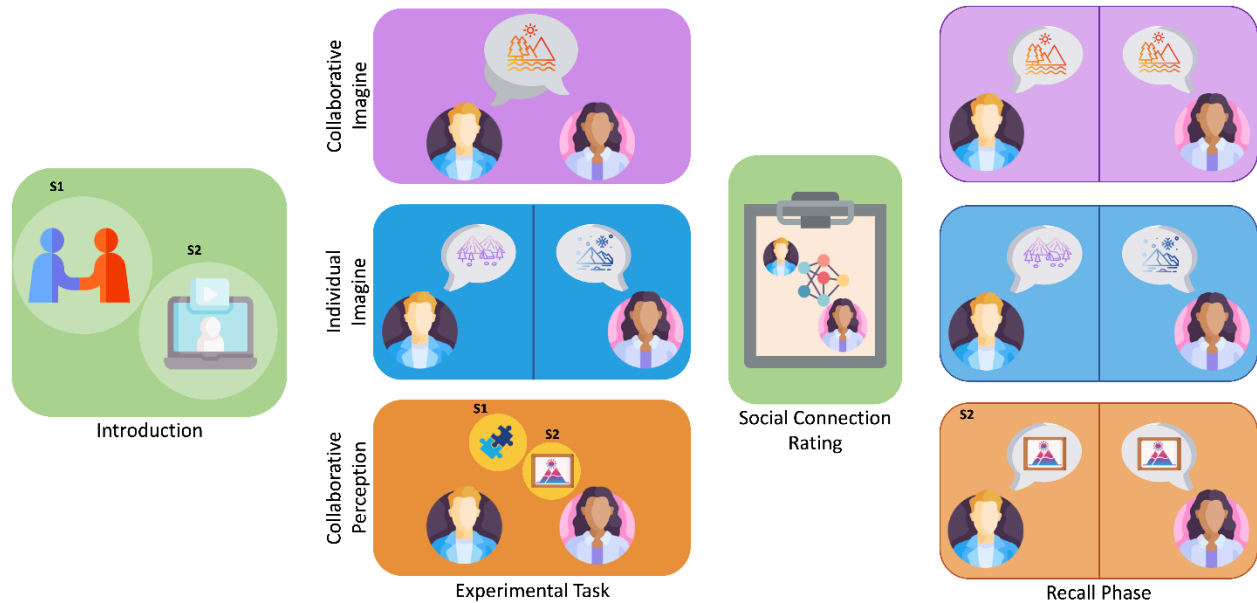 S1
S2
Introduction
Collaborative
Imagine
Individual
Imagine
Collaborative
Perception
S1
S2
Experimental Task
Social Connection
Rating
S2
Recall Phase